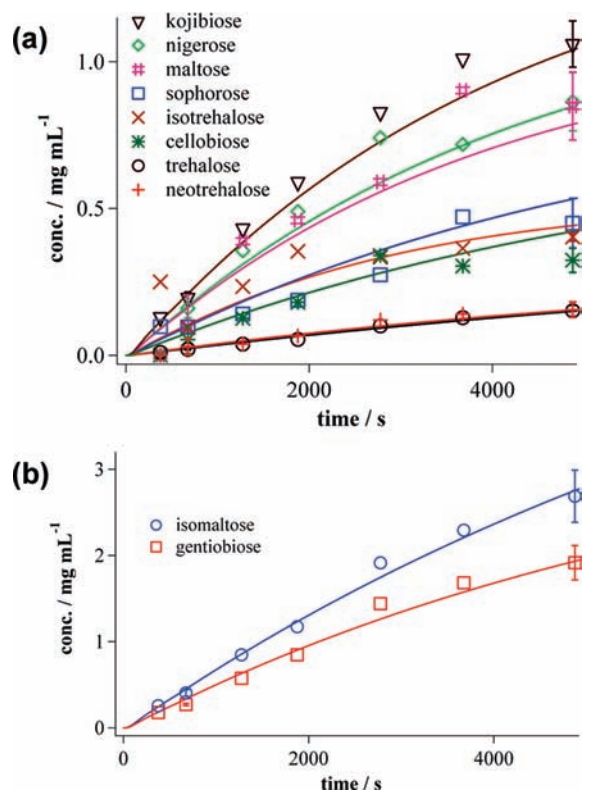 (a)
kojibiose
nigerose
maltose
sophorose
isotrehalose
cellobiose
trehalose
neotrehalose
1.0
0.5
0.0
conc. / mg mL⁻¹
0
2000
4000
time / s
(b)
isomaltose
gentiobiose
3
2
1
0
conc. / mg mL⁻¹
0
2000
4000
time / s